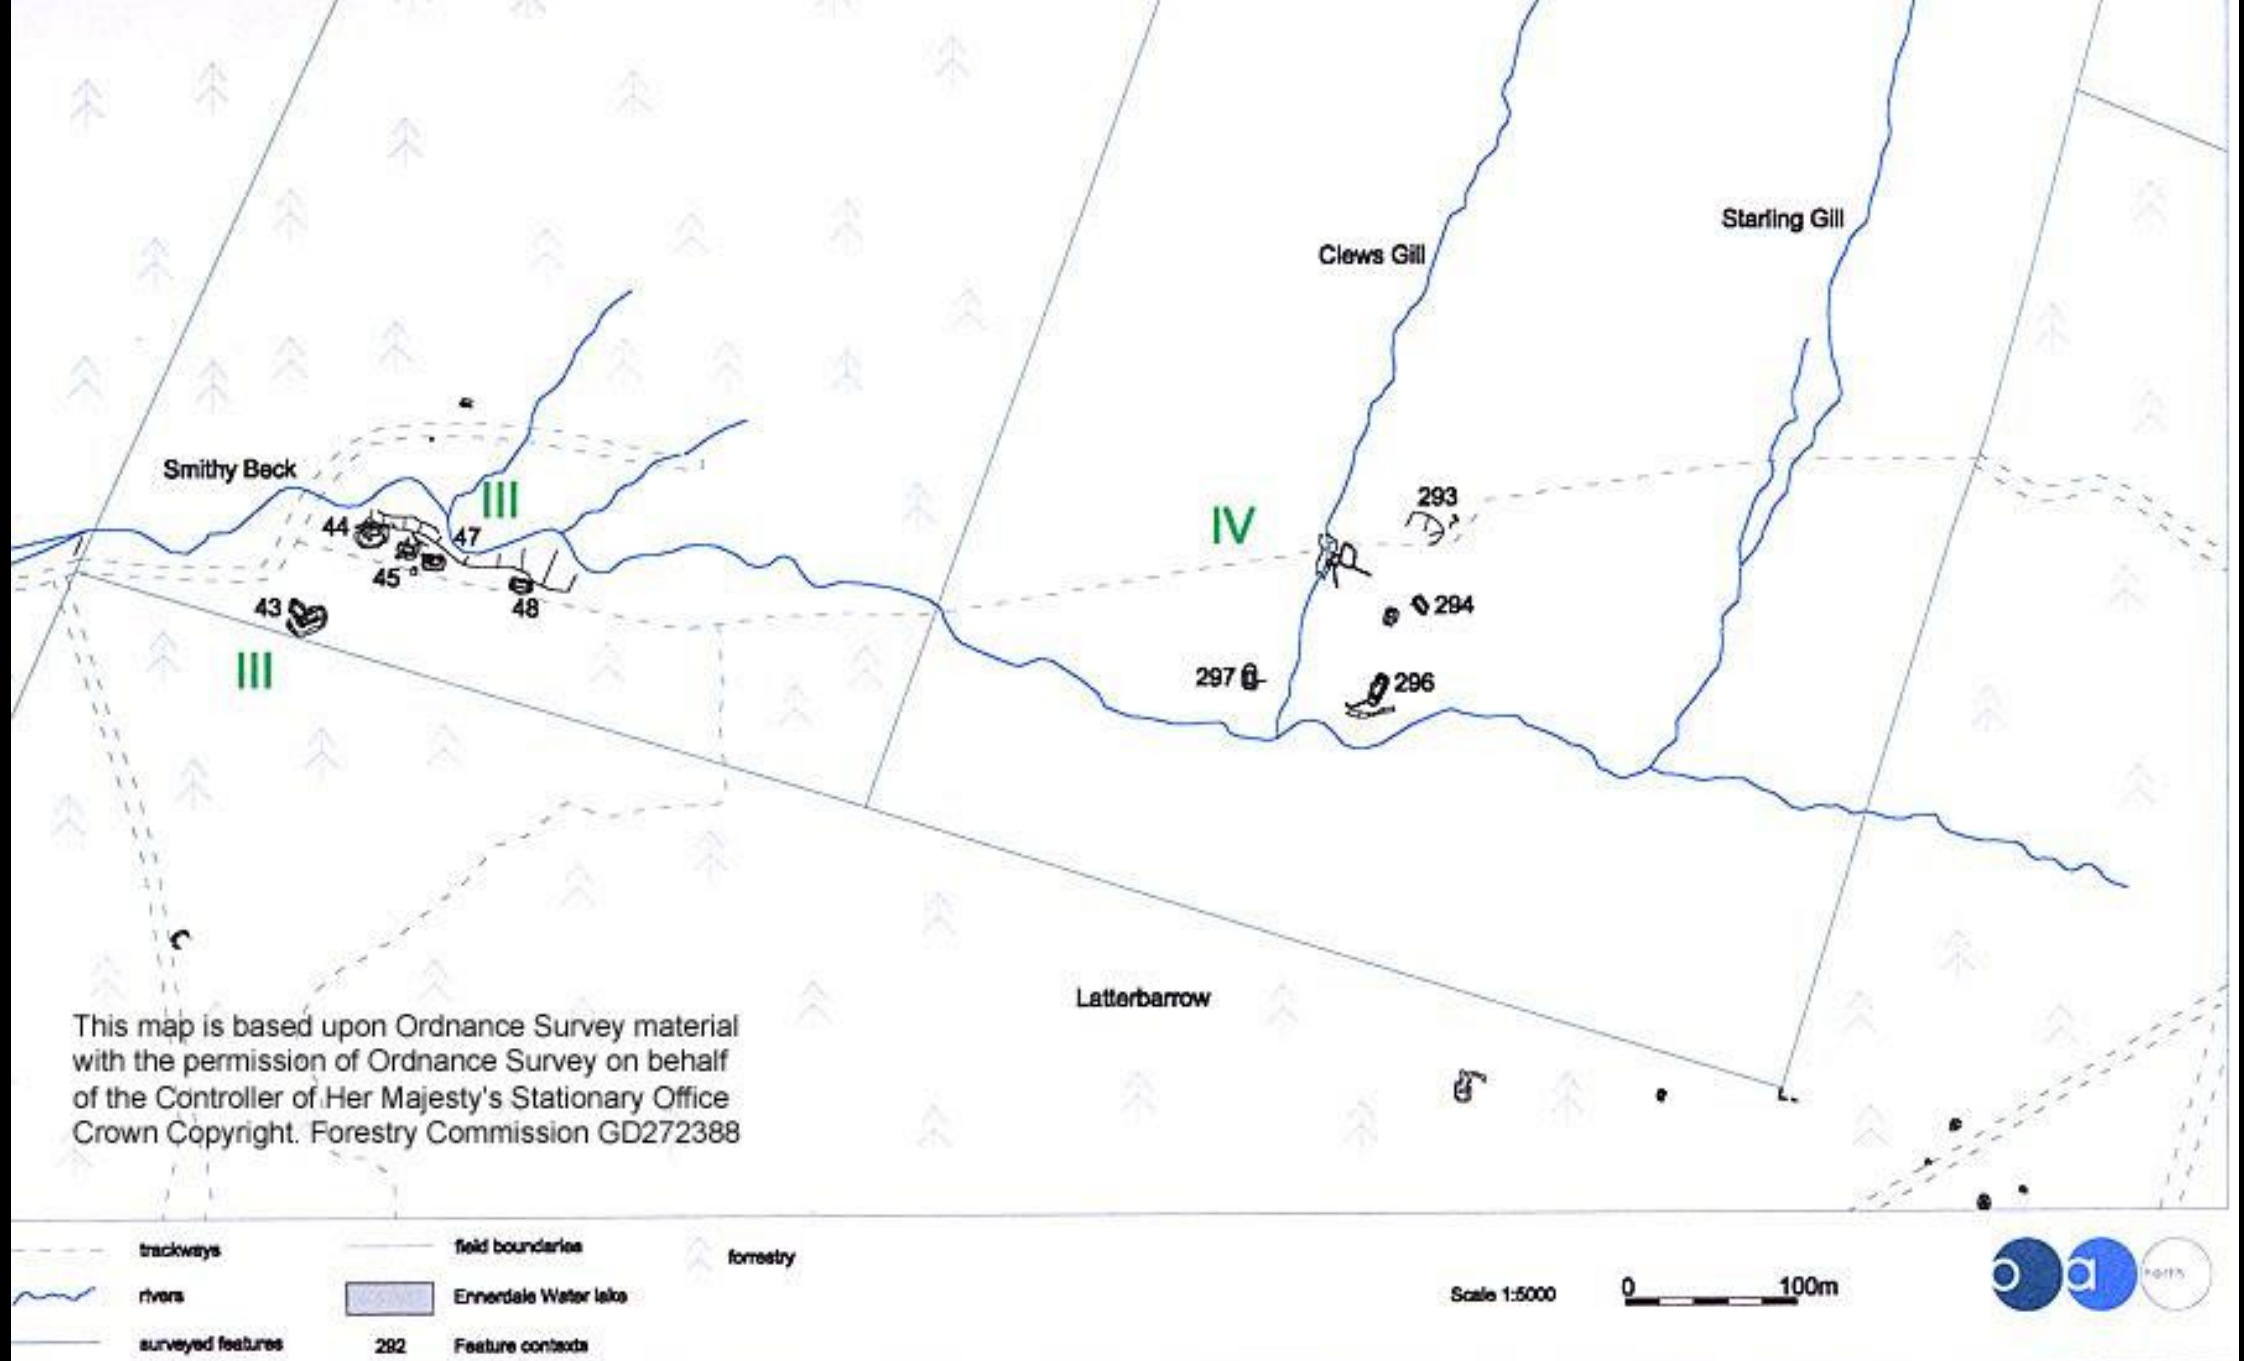 Starling Gill
Clews Gill
Smithy Beck
III
IV
293
44
47
45
48
43
294
297
296
III
Latterbarrow
This map is based upon Ordnance Survey material
with the permission of Ordnance Survey on behalf
of the Controller of Her Majesty's Stationary Office
Crown Copyright. Forestry Commission GD272388
trackways
field boundaries
forrestry
rivers
Ennerdale Water lake
Scale 1:5000
0
100m
oa north
surveyed features
292
Feature contexts